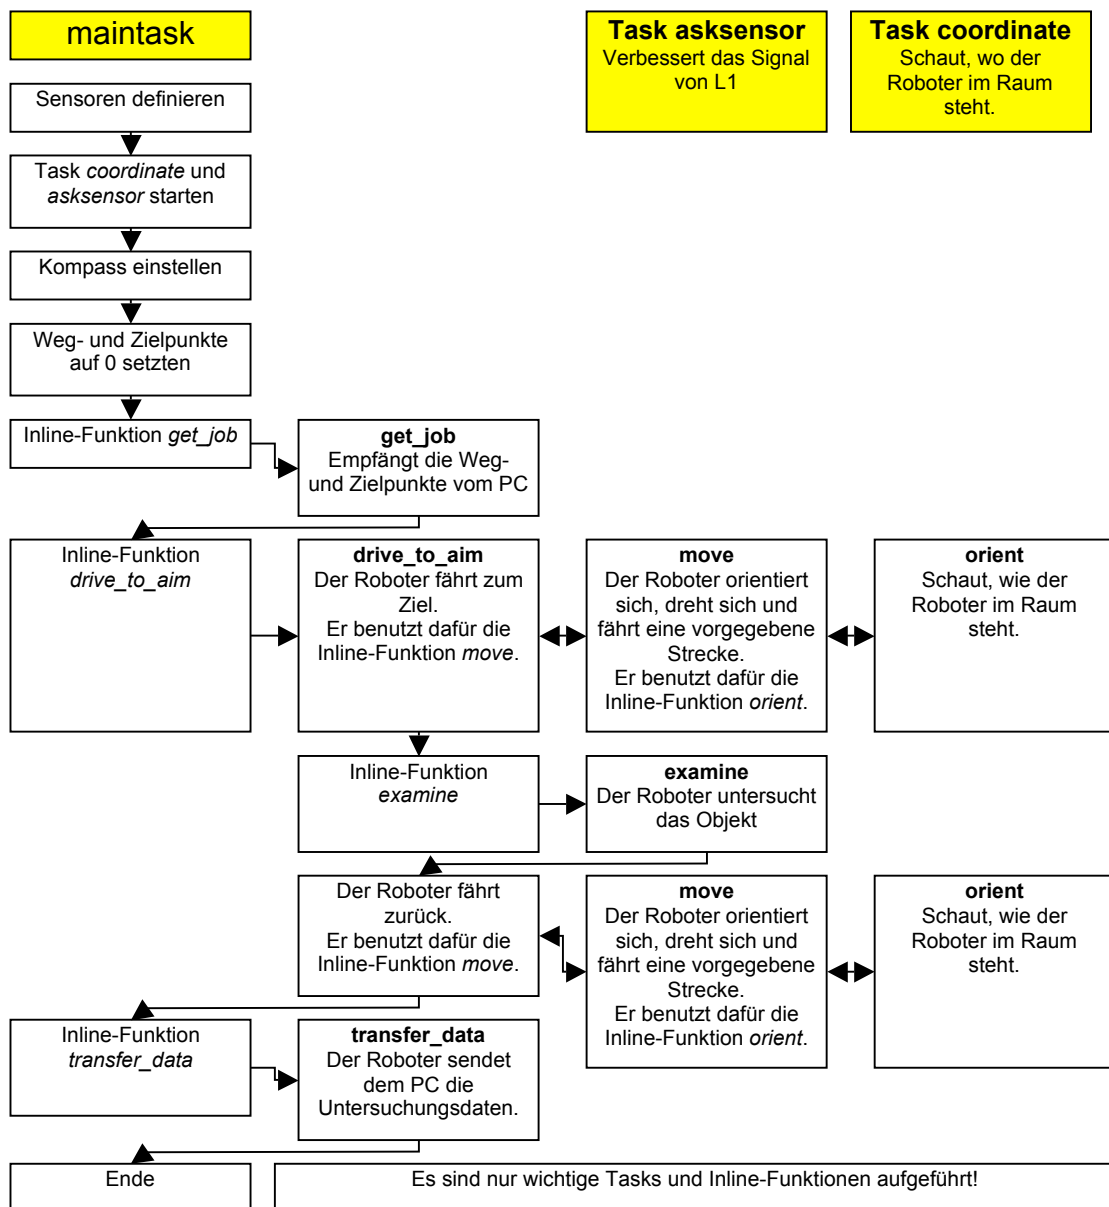 maintask
Task asksensor
Verbessert das Signal
von L1
Task coordinate
Schaut, wo der
Roboter im Raum
steht.
Sensoren definieren
Task coordinate und
asksensor starten
Kompass einstellen
Weg- und Zielpunkte
auf 0 setzten
Inline-Funktion get_job
get_job
Empfängt die Weg-
und Zielpunkte vom PC
Inline-Funktion
drive_to_aim
drive_to_aim
Der Roboter fährt zum
Ziel.
Er benutzt dafür die
Inline-Funktion move.
move
Der Roboter orientiert
sich, dreht sich und
fährt eine vorgegebene
Strecke.
Er benutzt dafür die
Inline-Funktion orient.
orient
Schaut, wie der
Roboter im Raum
steht.
Inline-Funktion
examine
examine
Der Roboter untersucht
das Objekt
Der Roboter fährt
zurück.
Er benutzt dafür die
Inline-Funktion move.
move
Der Roboter orientiert
sich, dreht sich und
fährt eine vorgegebene
Strecke.
Er benutzt dafür die
Inline-Funktion orient.
orient
Schaut, wie der
Roboter im Raum
steht.
Inline-Funktion
transfer_data
transfer_data
Der Roboter sendet
dem PC die
Untersuchungsdaten.
Ende
Es sind nur wichtige Tasks und Inline-Funktionen aufgeführt!